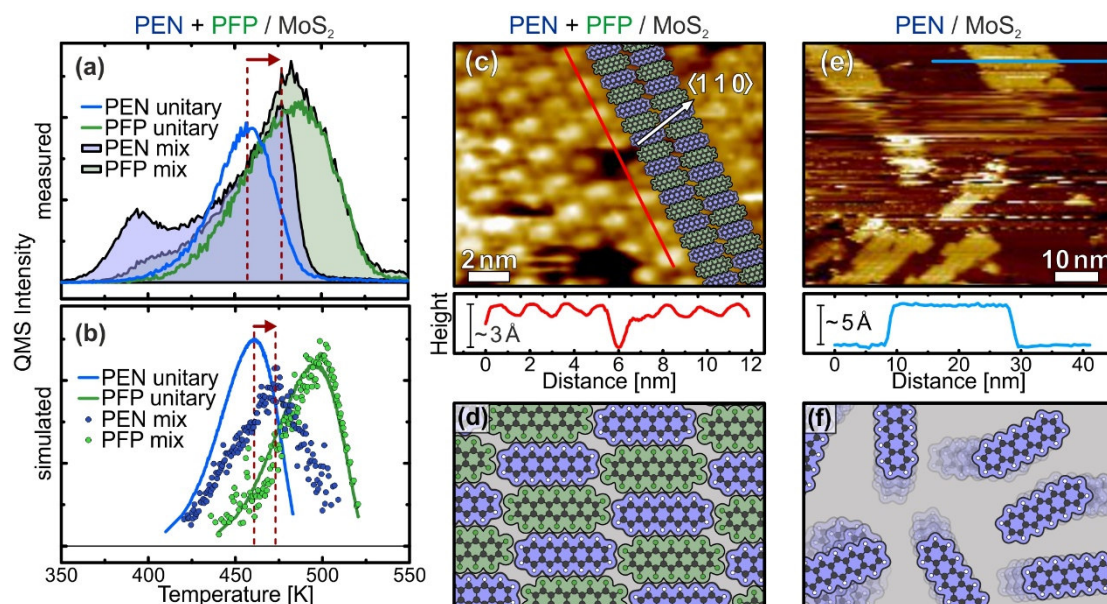 PEN + PFP / MoS₂
(a)
PEN unitary
PFP unitary
PEN mix
PFP mix
measured
QMS Intensity
(b)
PEN unitary
PFP unitary
PEN mix
PFP mix
simulated
350 400 450 500 550
Temperature [K]
PEN + PFP / MoS₂
(c)
⟨1 1 0⟩
2 nm
Height
~ 3 Å
0 2 4 6 8 10 12
Distance [nm]
(d)
PEN / MoS₂
(e)
10 nm
~ 5 Å
0 10 20 30 40
Distance [nm]
(f)